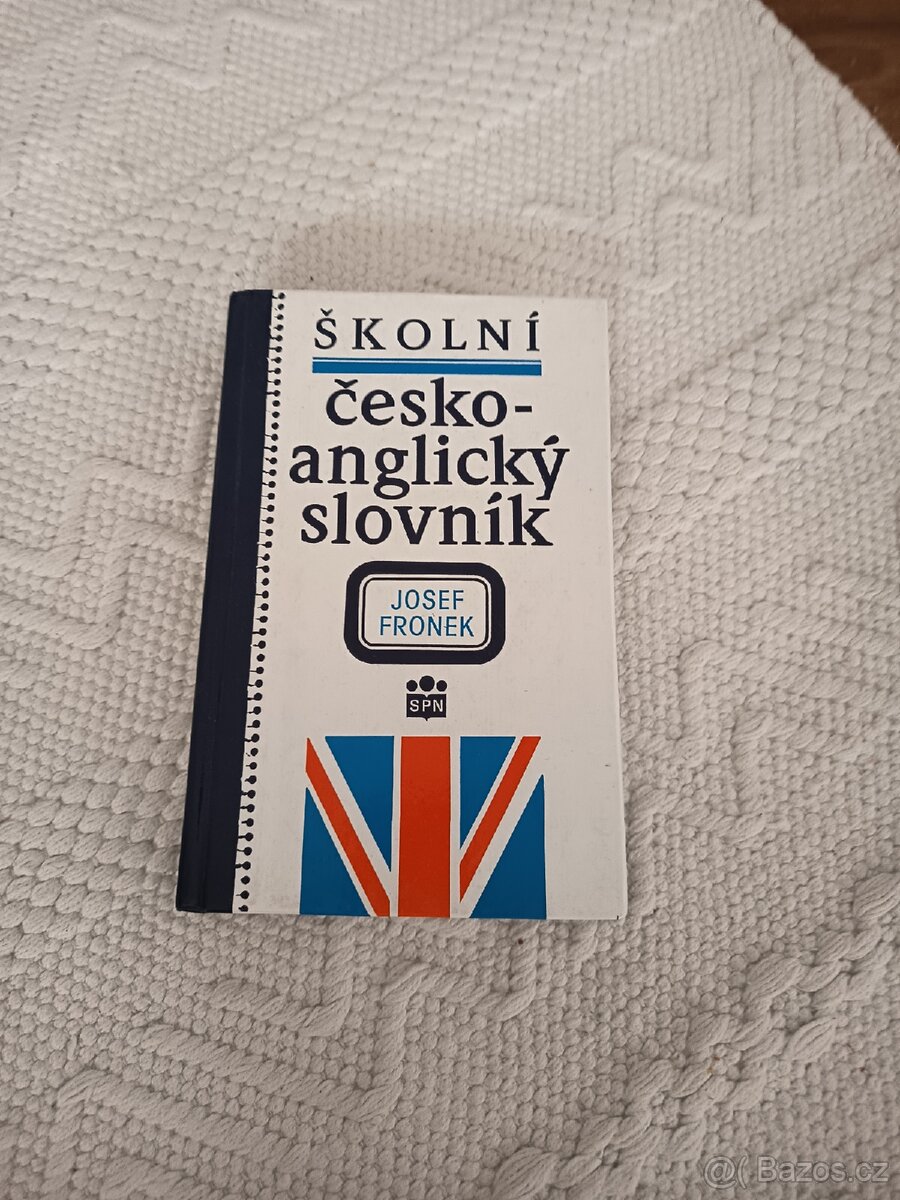 ŠKOLNÍ
česko-
anglický
slovník
JOSEF
FRONEK
SPN
@( Bazos.cz